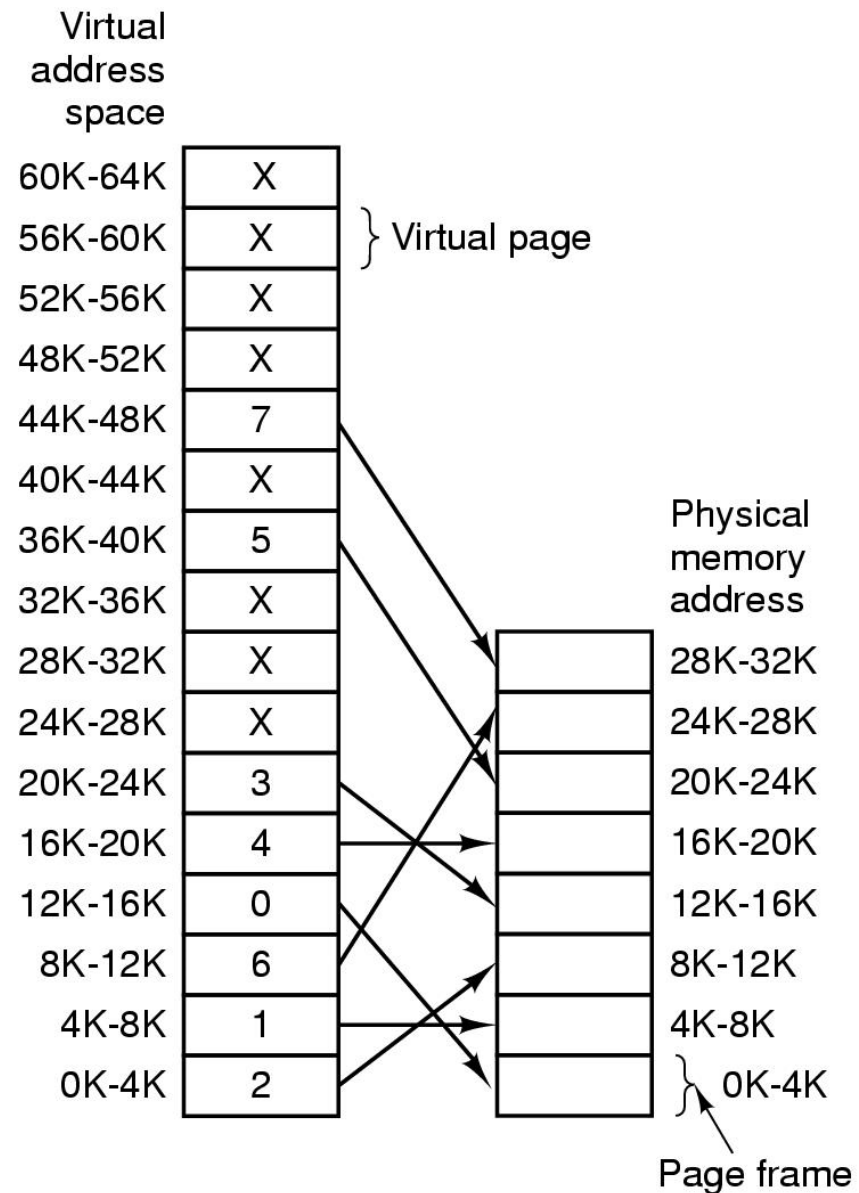 Virtual
address
space
60K-64K X
56K-60K X } Virtual page
52K-56K X
48K-52K X
44K-48K 7
40K-44K X
36K-40K 5
32K-36K X
28K-32K X
24K-28K X
20K-24K 3
16K-20K 4
12K-16K 0
8K-12K 6
4K-8K 1
0K-4K 2
Physical
memory
address
28K-32K
24K-28K
20K-24K
16K-20K
12K-16K
8K-12K
4K-8K
0K-4K
Page frame